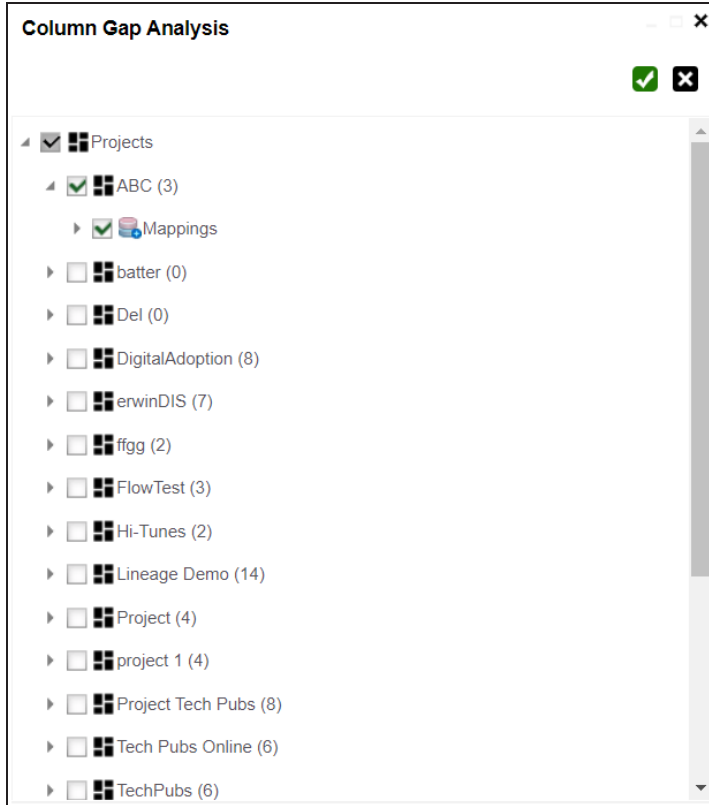 Column Gap Analysis
Projects
ABC (3)
Mappings
batter (0)
Del (0)
DigitalAdoption (8)
erwinDIS (7)
ffgg (2)
FlowTest (3)
Hi-Tunes (2)
Lineage Demo (14)
Project (4)
project 1 (4)
Project Tech Pubs (8)
Tech Pubs Online (6)
TechPubs (6)